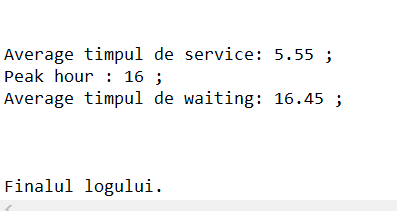 Average timpul de service: 5.55 ;
Peak hour : 16 ;
Average timpul de waiting: 16.45 ;
Finalul logului.